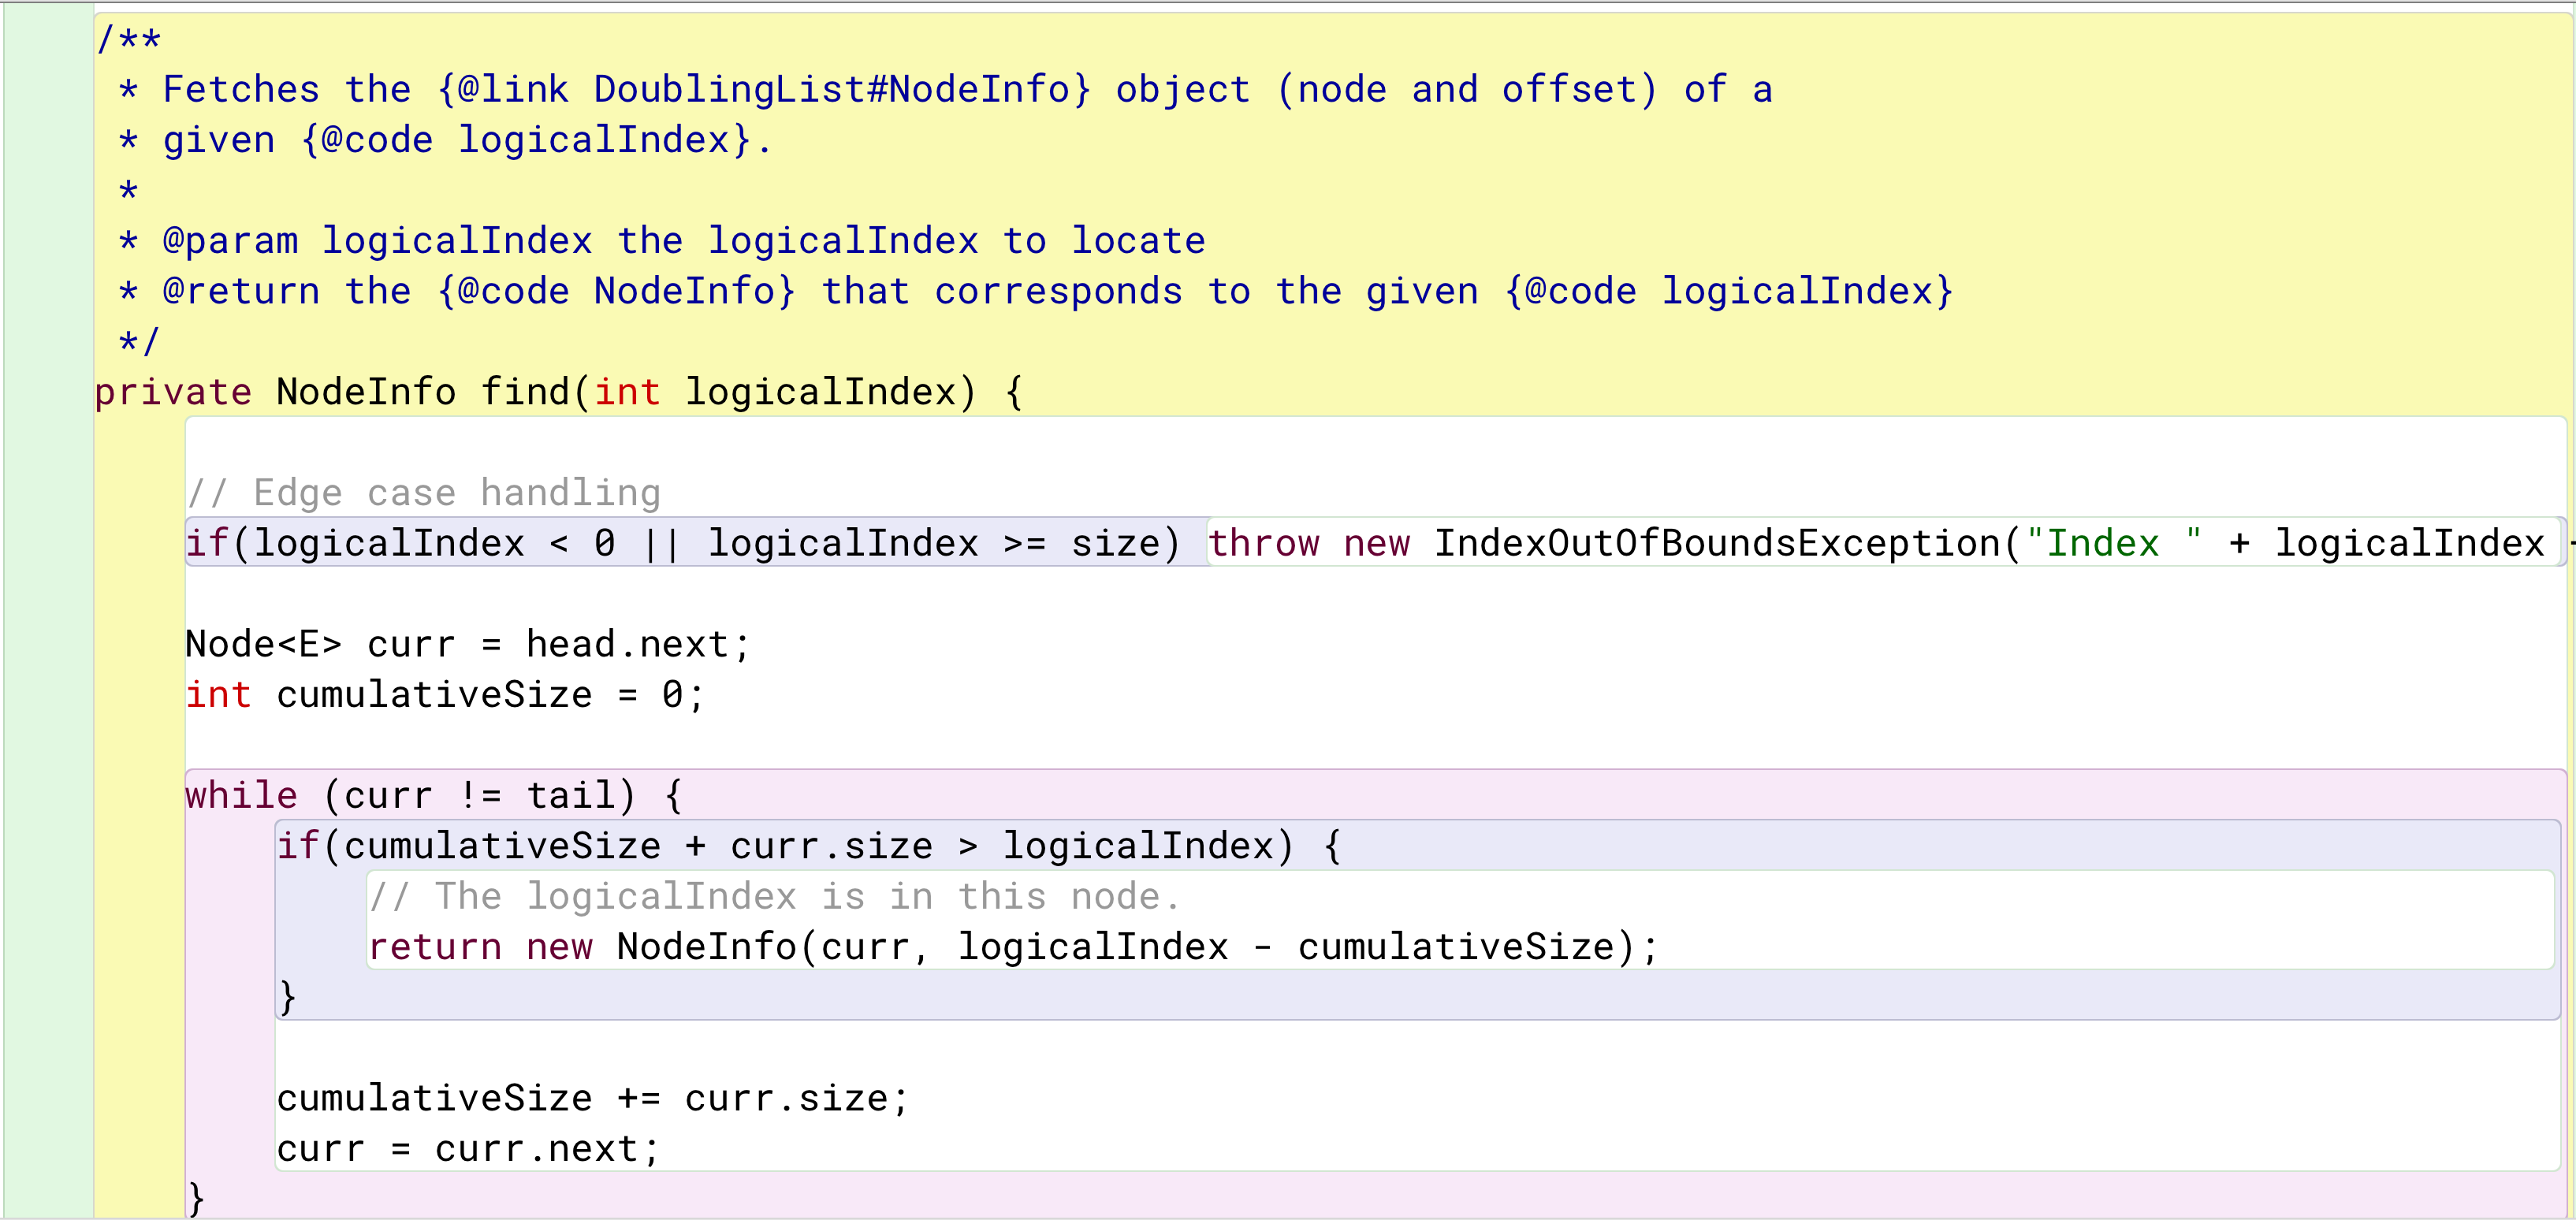 /**
 * Fetches the {@link DoublingList#NodeInfo} object (node and offset) of a
 * given {@code logicalIndex}.
 *
 * @param logicalIndex the logicalIndex to locate
 * @return the {@code NodeInfo} that corresponds to the given {@code logicalIndex}
 */
private NodeInfo find(int logicalIndex) {
// Edge case handling
if(logicalIndex < 0 || logicalIndex >= size) throw new IndexOutOfBoundsException("Index " + logicalIndex
Node<E> curr = head.next;
int cumulativeSize = 0;
while (curr != tail) {
if(cumulativeSize + curr.size > logicalIndex) {
// The logicalIndex is in this node.
return new NodeInfo(curr, logicalIndex - cumulativeSize);
}
cumulativeSize += curr.size;
curr = curr.next;
}